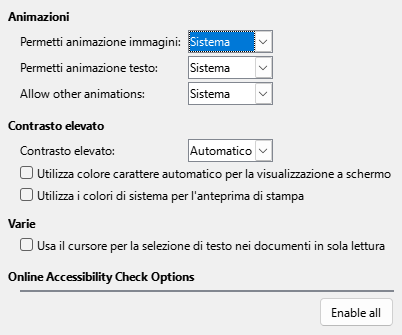 Animazioni
Permetti animazione immagini: Sistema
Permetti animazione testo: Sistema
Allow other animations: Sistema
Contrasto elevato
Contrasto elevato: Automatico
Utilizza colore carattere automatico per la visualizzazione a schermo
Utilizza i colori di sistema per l'anteprima di stampa
Varie
Usa il cursore per la selezione di testo nei documenti in sola lettura
Online Accessibility Check Options
Enable all